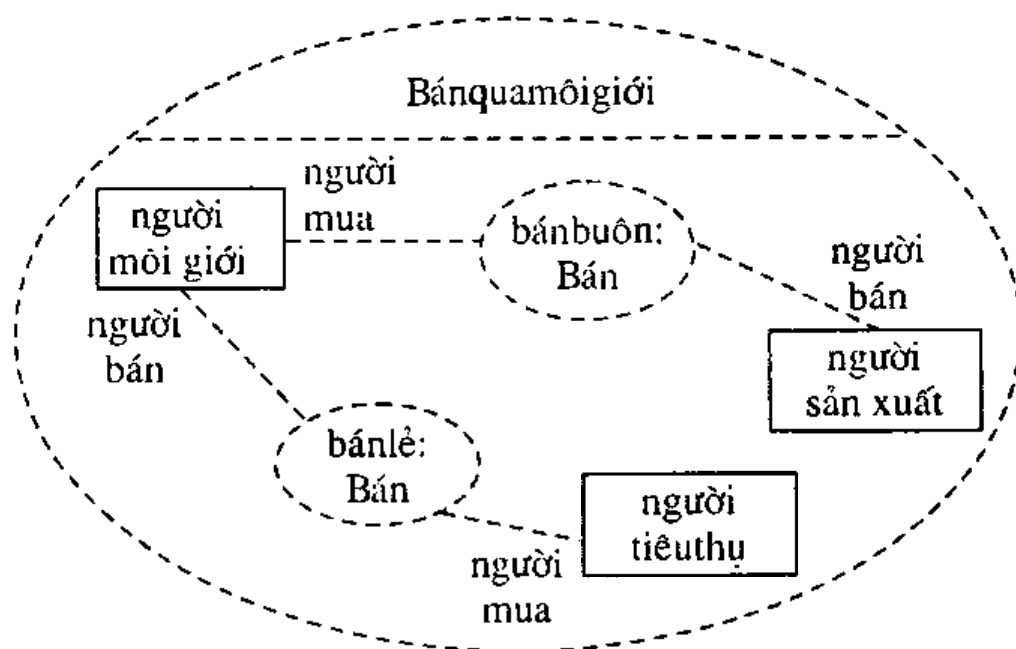 Bánquamôigiới
người
mua
người
môi giới
bánbuôn:
Bán
người
bán
người
bán
người
sản xuất
bánlẻ:
Bán
người
tiêuthụ
người
mua